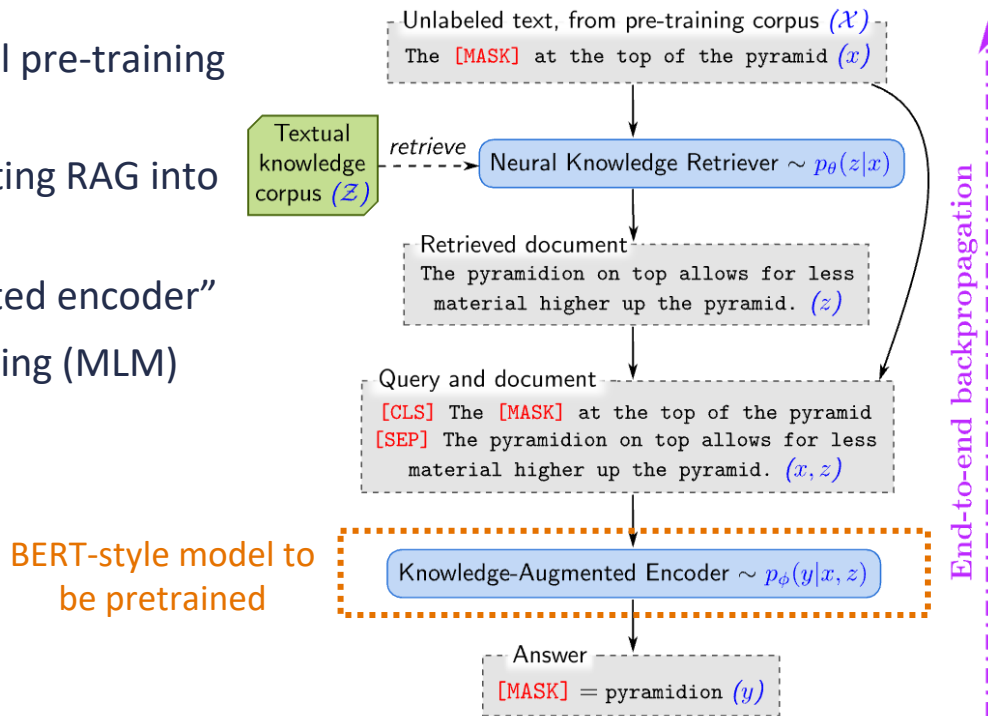 l pre-training
ting RAG into
ted encoder”
ing (MLM)
BERT-style model to
be pretrained
Unlabeled text, from pre-training corpus (𝒳)
The [MASK] at the top of the pyramid (x)
Textual
knowledge
corpus (𝒵)
retrieve
Neural Knowledge Retriever ∼ pθ(z|x)
Retrieved document
The pyramidion on top allows for less
material higher up the pyramid. (z)
Query and document
[CLS] The [MASK] at the top of the pyramid
[SEP] The pyramidion on top allows for less
material higher up the pyramid. (x, z)
Knowledge-Augmented Encoder ∼ pϕ(y|x, z)
Answer
[MASK] = pyramidion (y)
End-to-end backpropagation